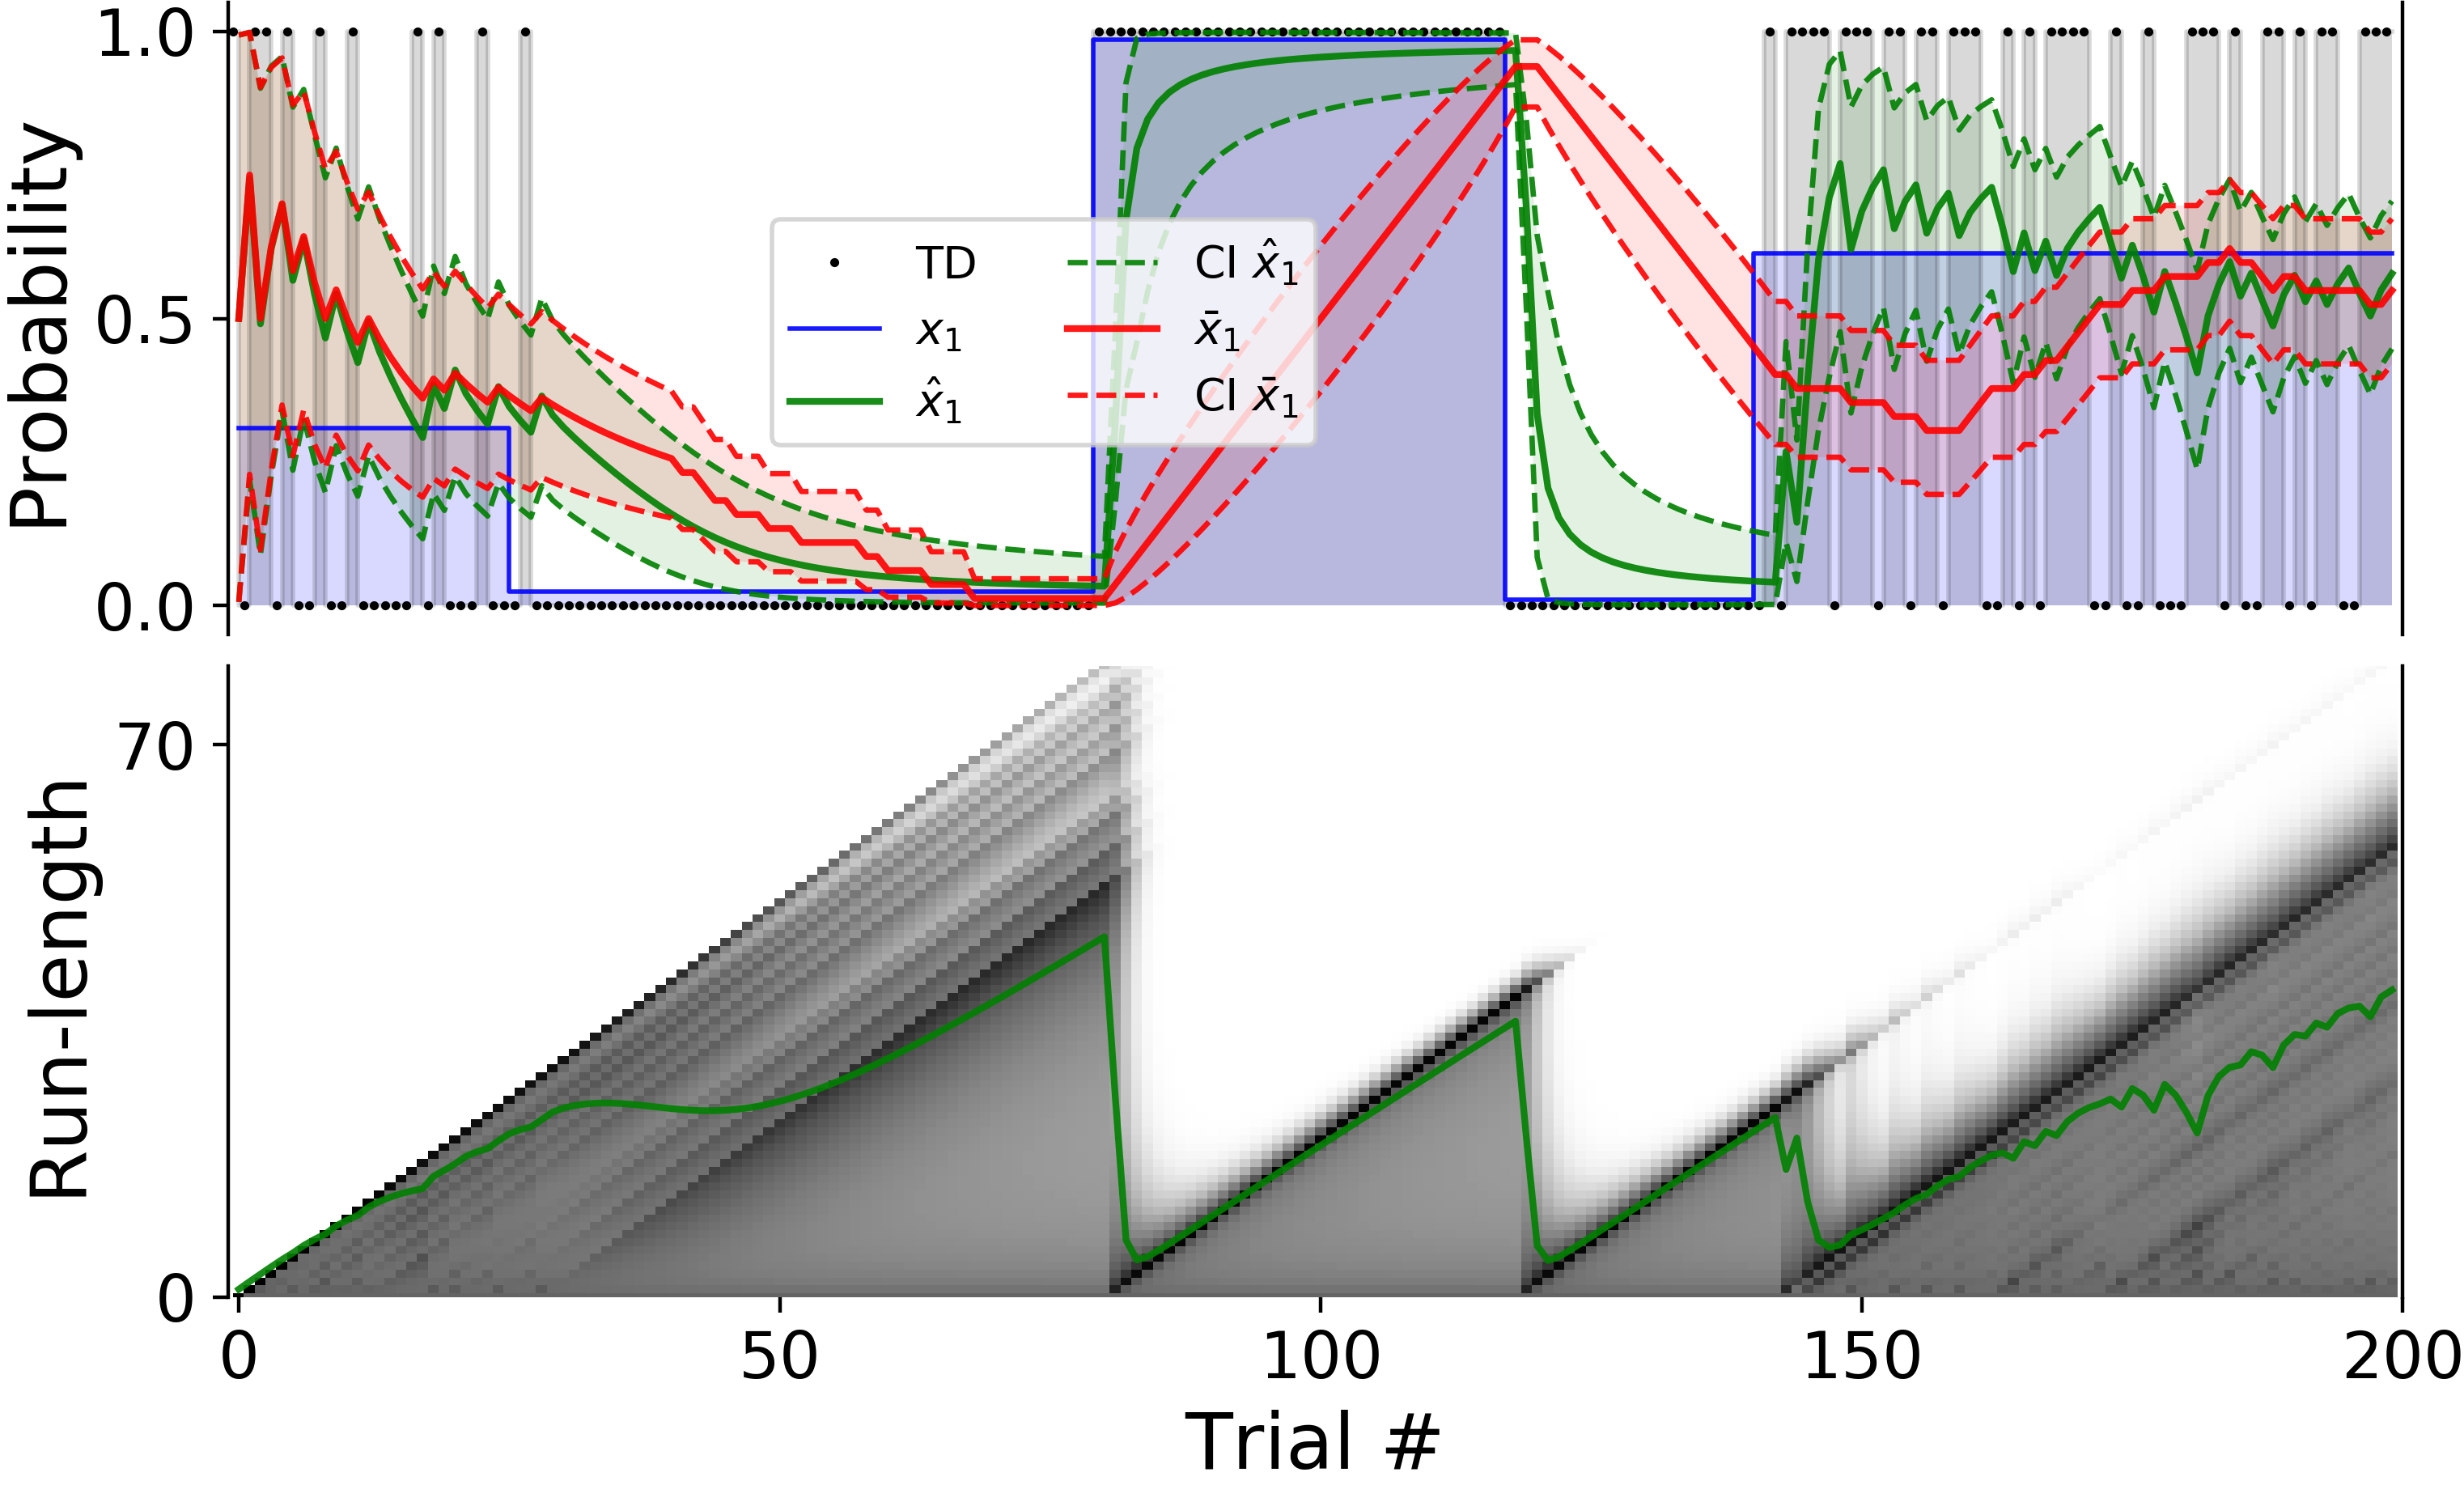 Probability
1.0
0.5
0.0
TD
x₁
x̂₁
CI x̂₁
x̄₁
CI x̄₁
Run-length
70
0
0 50 100 150 200
Trial #